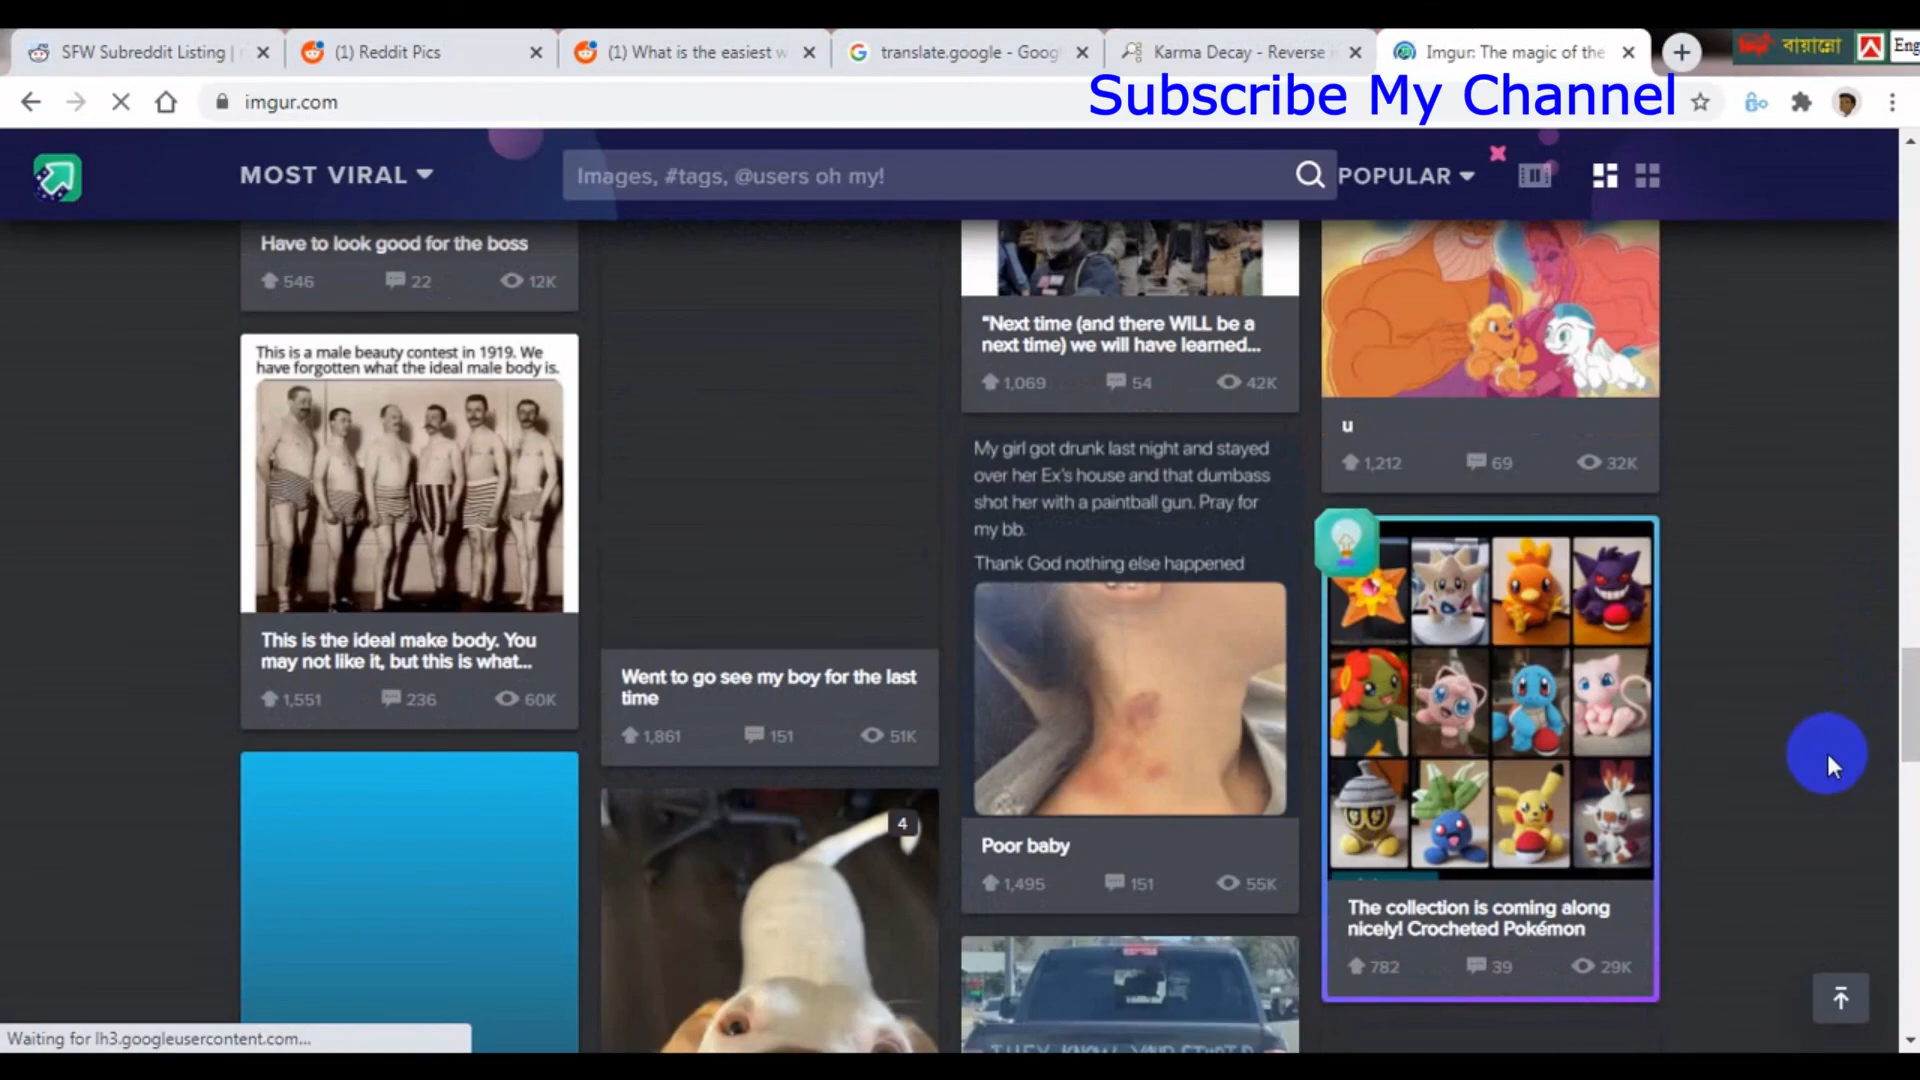 SFW Subreddit Listing |
(1) Reddit Pics
(1) What is the easiest w
translate.google - Goog
Karma Decay - Reverse
Imgur: The magic of the
বায়ান্নো
Eng
imgur.com
Subscribe My Channel
MOST VIRAL
Images, #tags, @users oh my!
POPULAR
Have to look good for the boss
546
22
12K
This is a male beauty contest in 1919. We
have forgotten what the ideal male body is.
This is the ideal make body. You
may not like it, but this is what...
1,551
236
60K
Went to go see my boy for the last
time
1,861
151
51K
4
"Next time (and there WILL be a
next time) we will have learned...
1,069
54
42K
My girl got drunk last night and stayed
over her Ex's house and that dumbass
shot her with a paintball gun. Pray for
my bb.
Thank God nothing else happened
Poor baby
1,495
151
55K
THEY KNOW YOUR STUPID
u
1,212
69
32K
The collection is coming along
nicely! Crocheted Pokémon
782
39
29K
Waiting for lh3.googleusercontent.com...